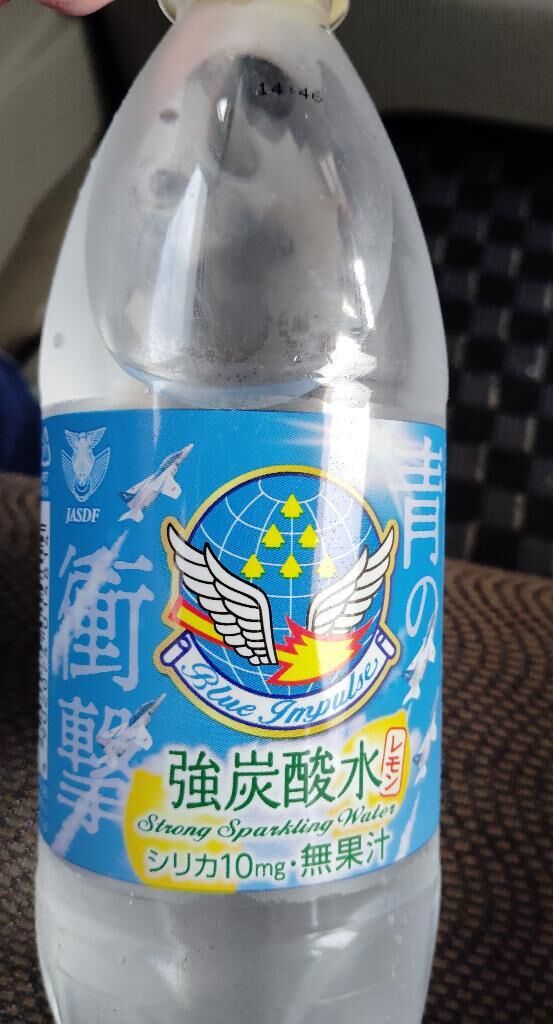 14:46
JASDF
青の
衝撃
Blue Impulse
強炭酸水
レモン
Strong Sparkling Water
シリカ10mg・無果汁